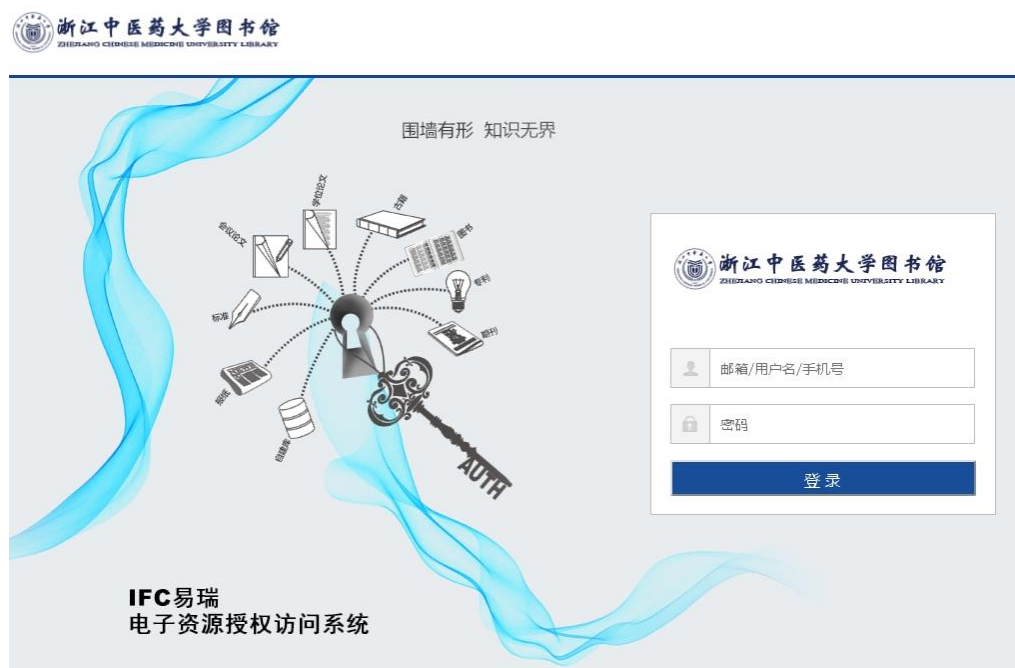 浙江中医药大学图书馆
ZHEJIANG CHINESE MEDICINE UNIVERSITY LIBRARY
围墙有形 知识无界
学位论文
古籍
会议论文
图书
专利
标准
期刊
报纸
自建库
AUTH
浙江中医药大学图书馆
ZHEJIANG CHINESE MEDICINE UNIVERSITY LIBRARY
邮箱/用户名/手机号
密码
登录
IFC易瑞
电子资源授权访问系统